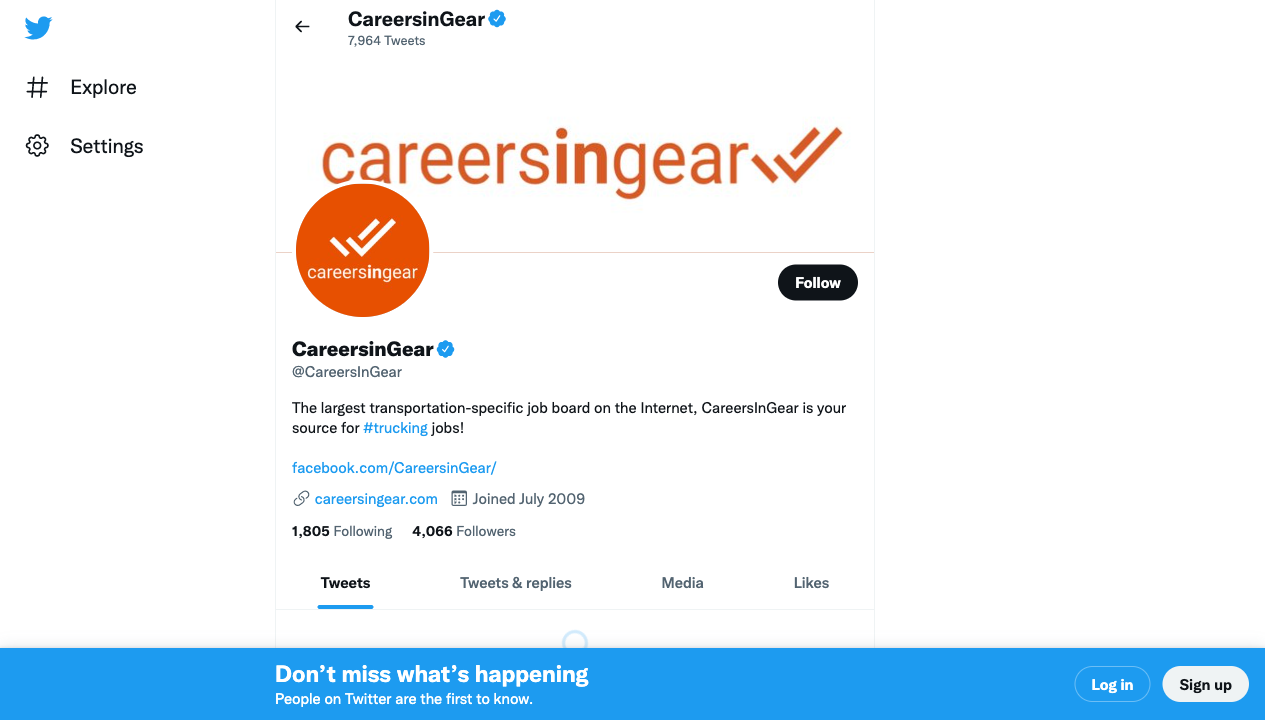 CareersinGear
7,964 Tweets
Explore
Settings
careersingear
careersingear
Follow
CareersinGear
@CareersInGear
The largest transportation-specific job board on the Internet, CareersInGear is your
source for #trucking jobs!
facebook.com/CareersinGear/
careersingear.com Joined July 2009
1,805 Following 4,066 Followers
Tweets Tweets & replies Media Likes
Don’t miss what’s happening
People on Twitter are the first to know.
Log in Sign up